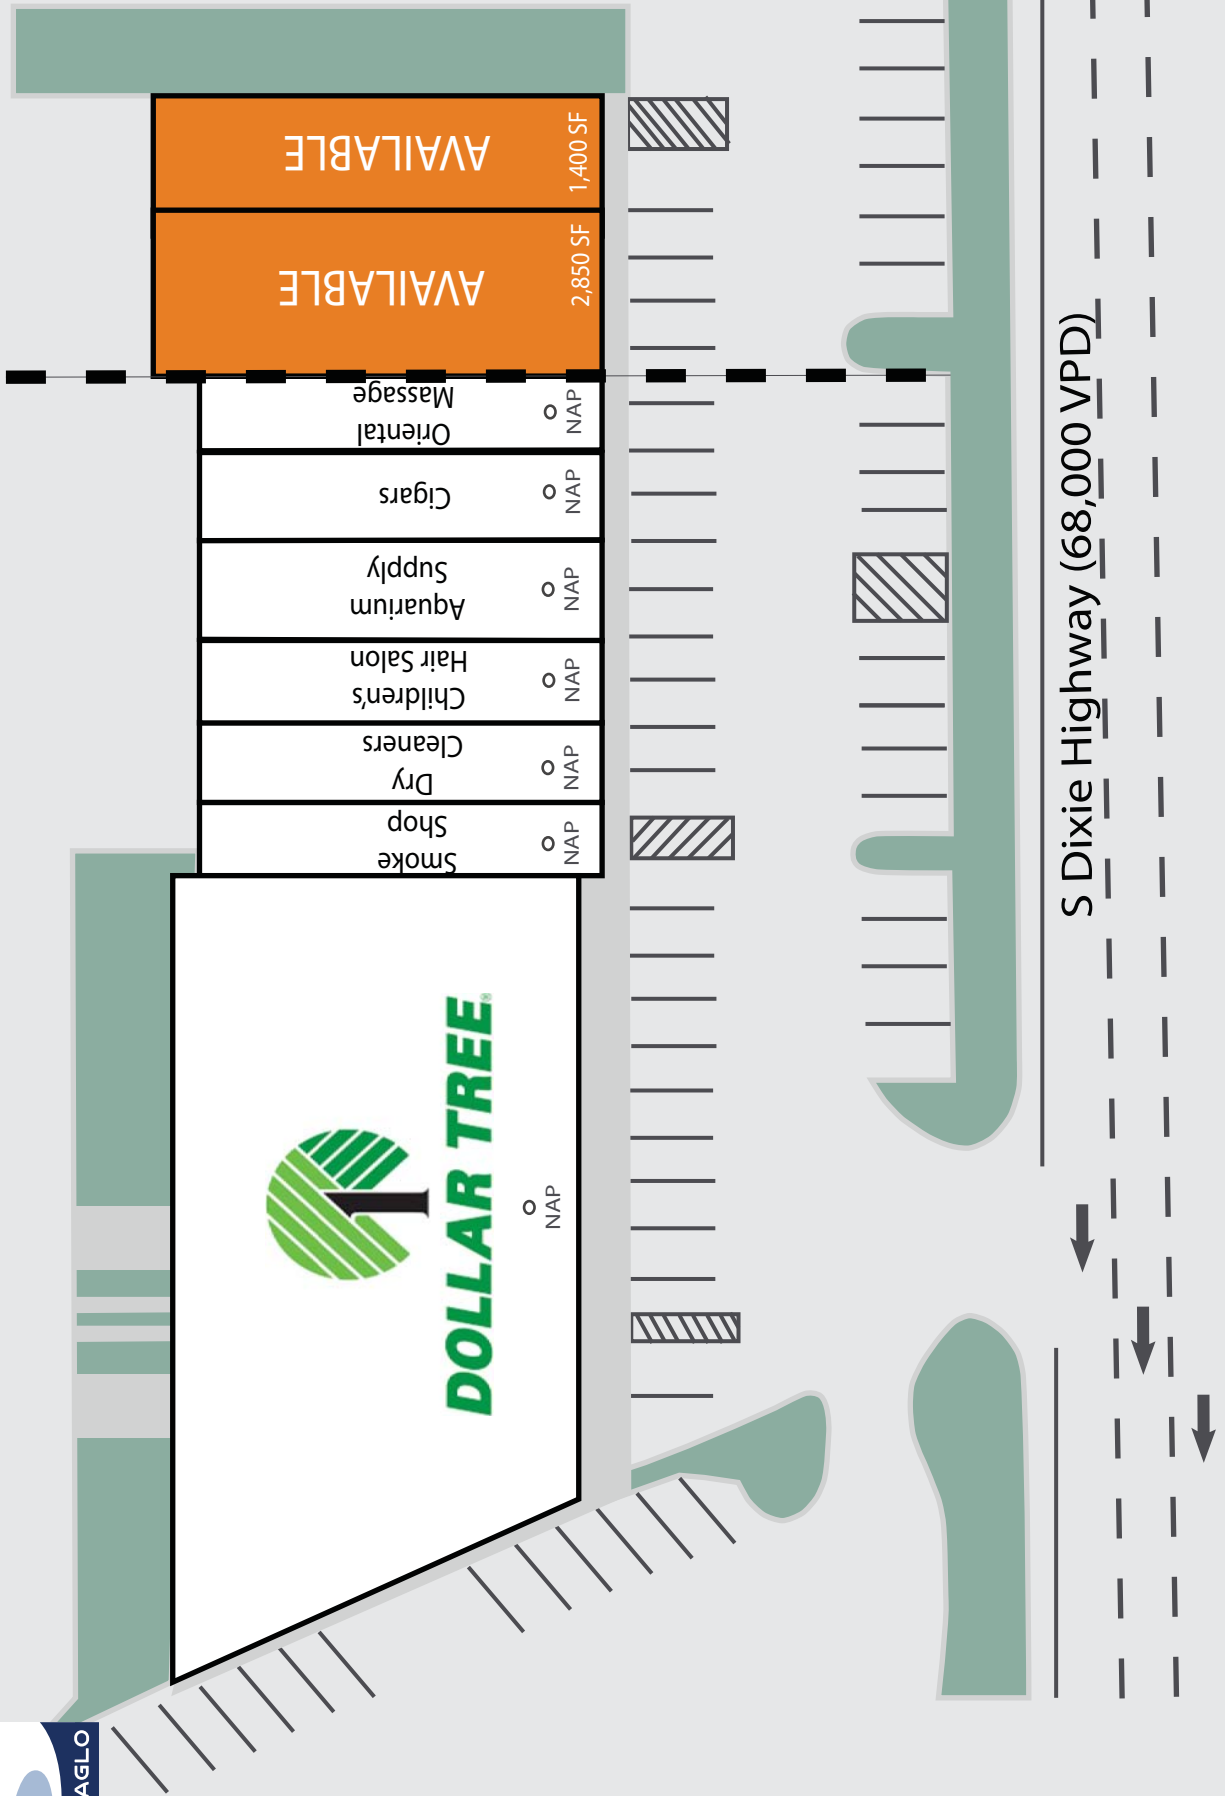 AVAILABLE
1,400 SF
AVAILABLE
2,850 SF
Oriental
Massage
NAP
Cigars
NAP
Aquarium
Supply
NAP
Children's
Hair Salon
NAP
Dry
Cleaners
NAP
Smoke
Shop
NAP
1
DOLLAR TREE®
NAP
S Dixie Highway (68,000 VPD)
AGLO